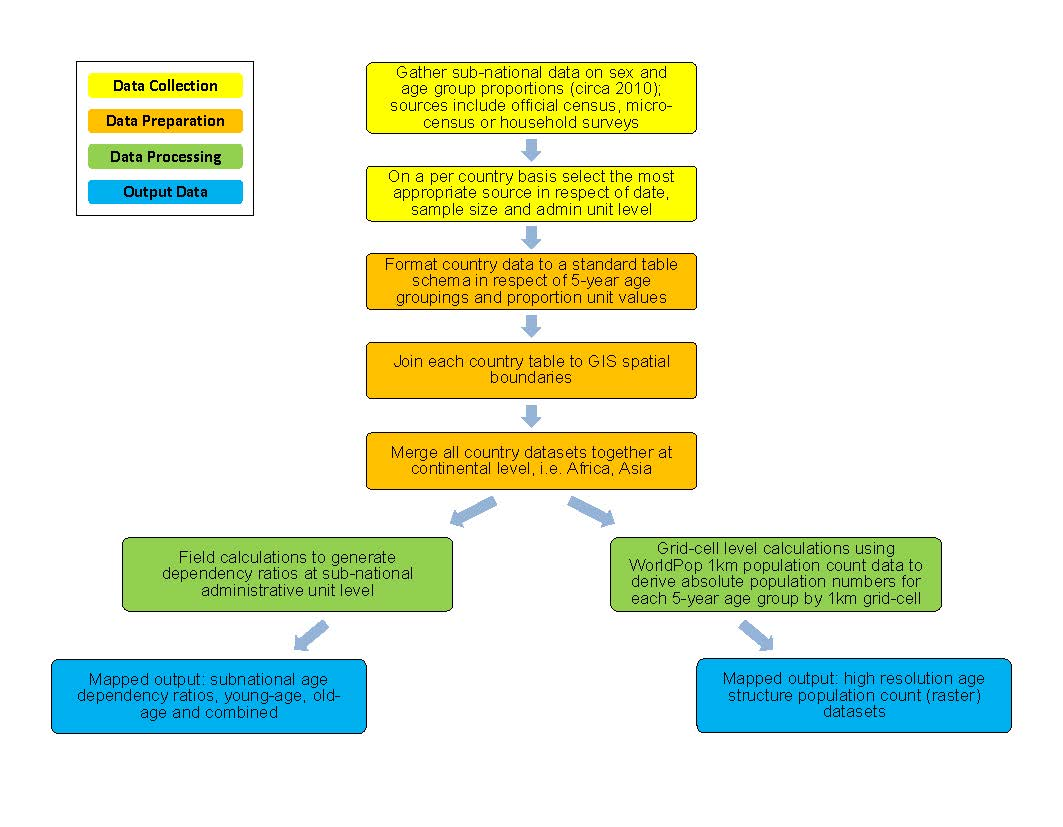 Data Collection
Data Preparation
Data Processing
Output Data
Gather sub-national data on sex and
age group proportions (circa 2010);
sources include official census, micro-
census or household surveys
On a per country basis select the most
appropriate source in respect of date,
sample size and admin unit level
Format country data to a standard table
schema in respect of 5-year age
groupings and proportion unit values
Join each country table to GIS spatial
boundaries
Merge all country datasets together at
continental level, i.e. Africa, Asia
Field calculations to generate
dependency ratios at sub-national
administrative unit level
Grid-cell level calculations using
WorldPop 1km population count data to
derive absolute population numbers for
each 5-year age group by 1km grid-cell
Mapped output: subnational age
dependency ratios, young-age, old-
age and combined
Mapped output: high resolution age
structure population count (raster)
datasets